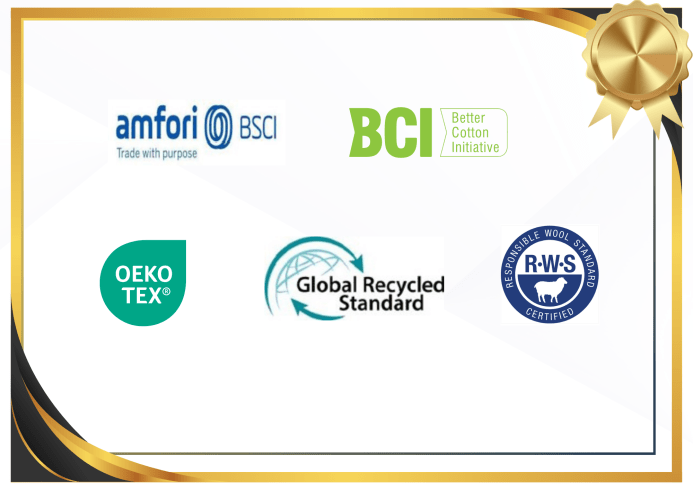 amfori BSCI
Trade with purpose
BCI
Better
Cotton
Initiative
OEKO
TEX®
Global Recycled
Standard
RESPONSIBLE WOOL STANDARD
R·W·S
CERTIFIED